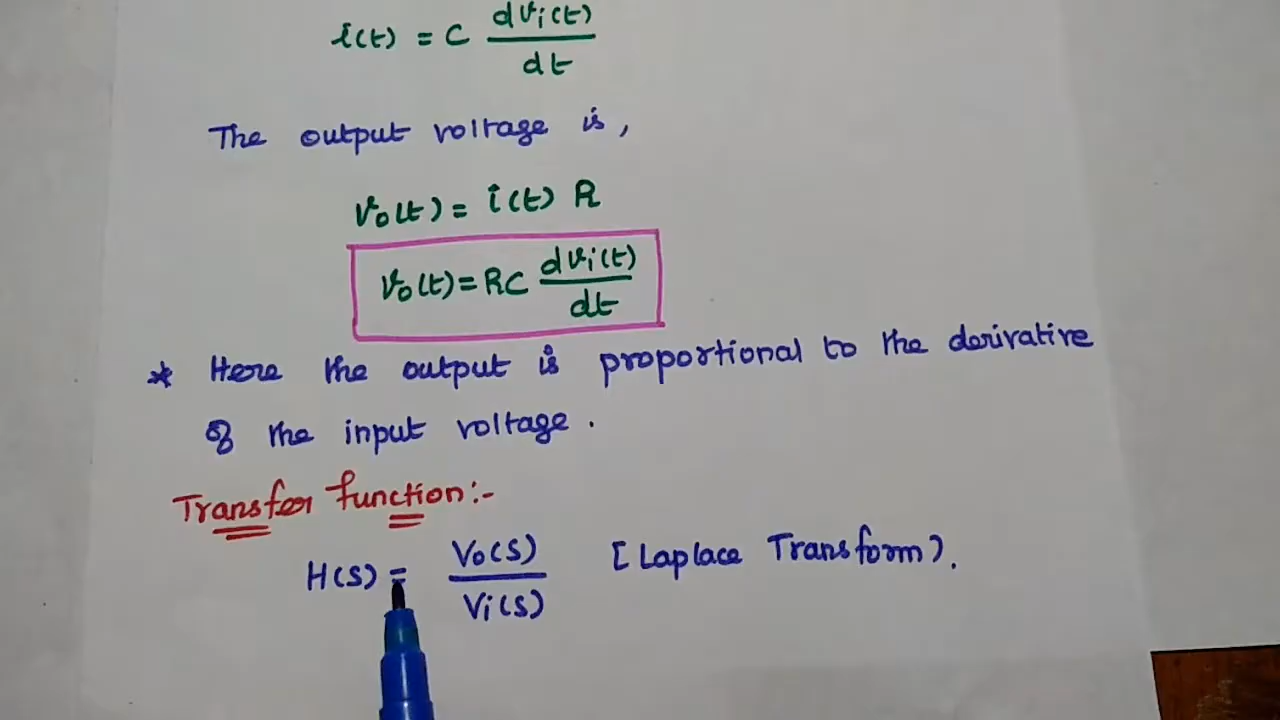 i(t) = C dVi(t)/dt
The output voltage is,
Vo(t) = i(t) R
Vo(t) = RC dVi(t)/dt
* Here the output is proportional to the derivative
of the input voltage.
Transfer function:-
H(s) = Vo(s)/Vi(s) [Laplace Transform).